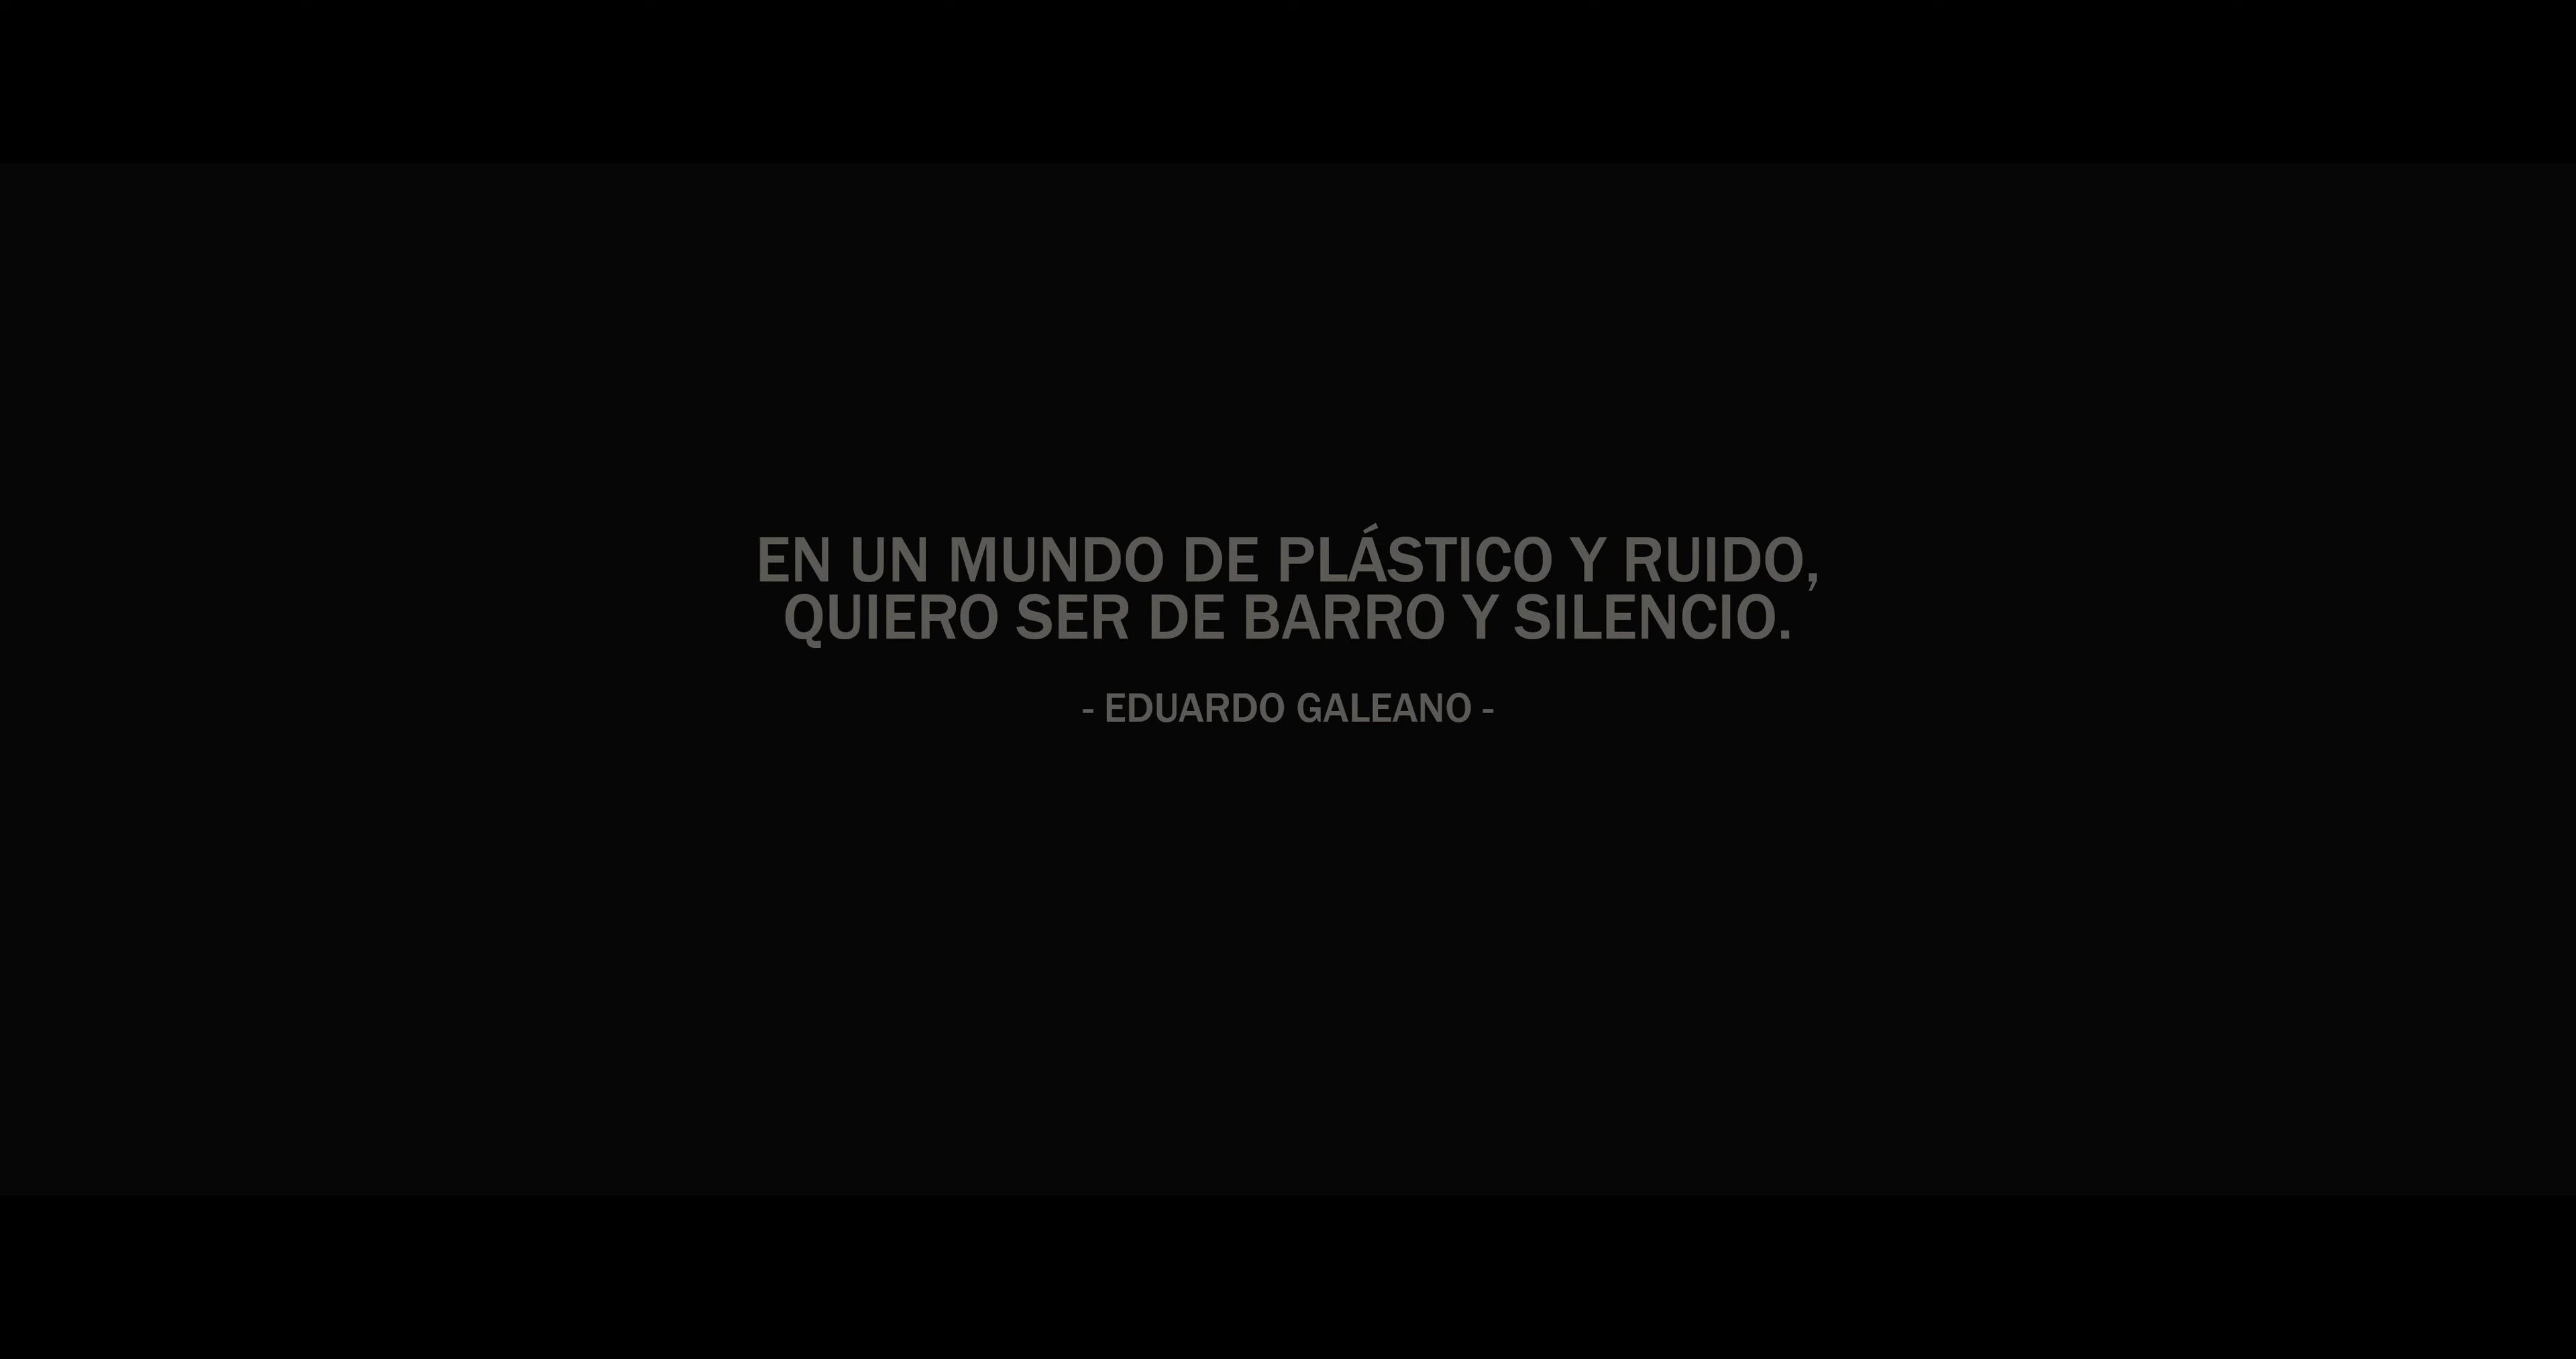 EN UN MUNDO DE PLÁSTICO Y RUIDO,
QUIERO SER DE BARRO Y SILENCIO.
- EDUARDO GALEANO -